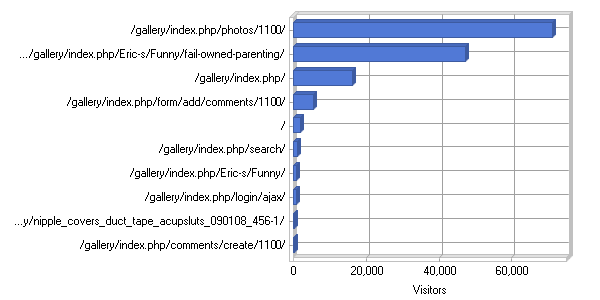 /gallery/index.php/photos/1100/
.../gallery/index.php/Eric-s/Funny/fail-owned-parenting/
/gallery/index.php/
/gallery/index.php/form/add/comments/1100/
/
/gallery/index.php/search/
/gallery/index.php/Eric-s/Funny/
/gallery/index.php/login/ajax/
...y/nipple_covers_duct_tape_acupsluts_090108_456-1/
/gallery/index.php/comments/create/1100/
0 20,000 40,000 60,000
Visitors